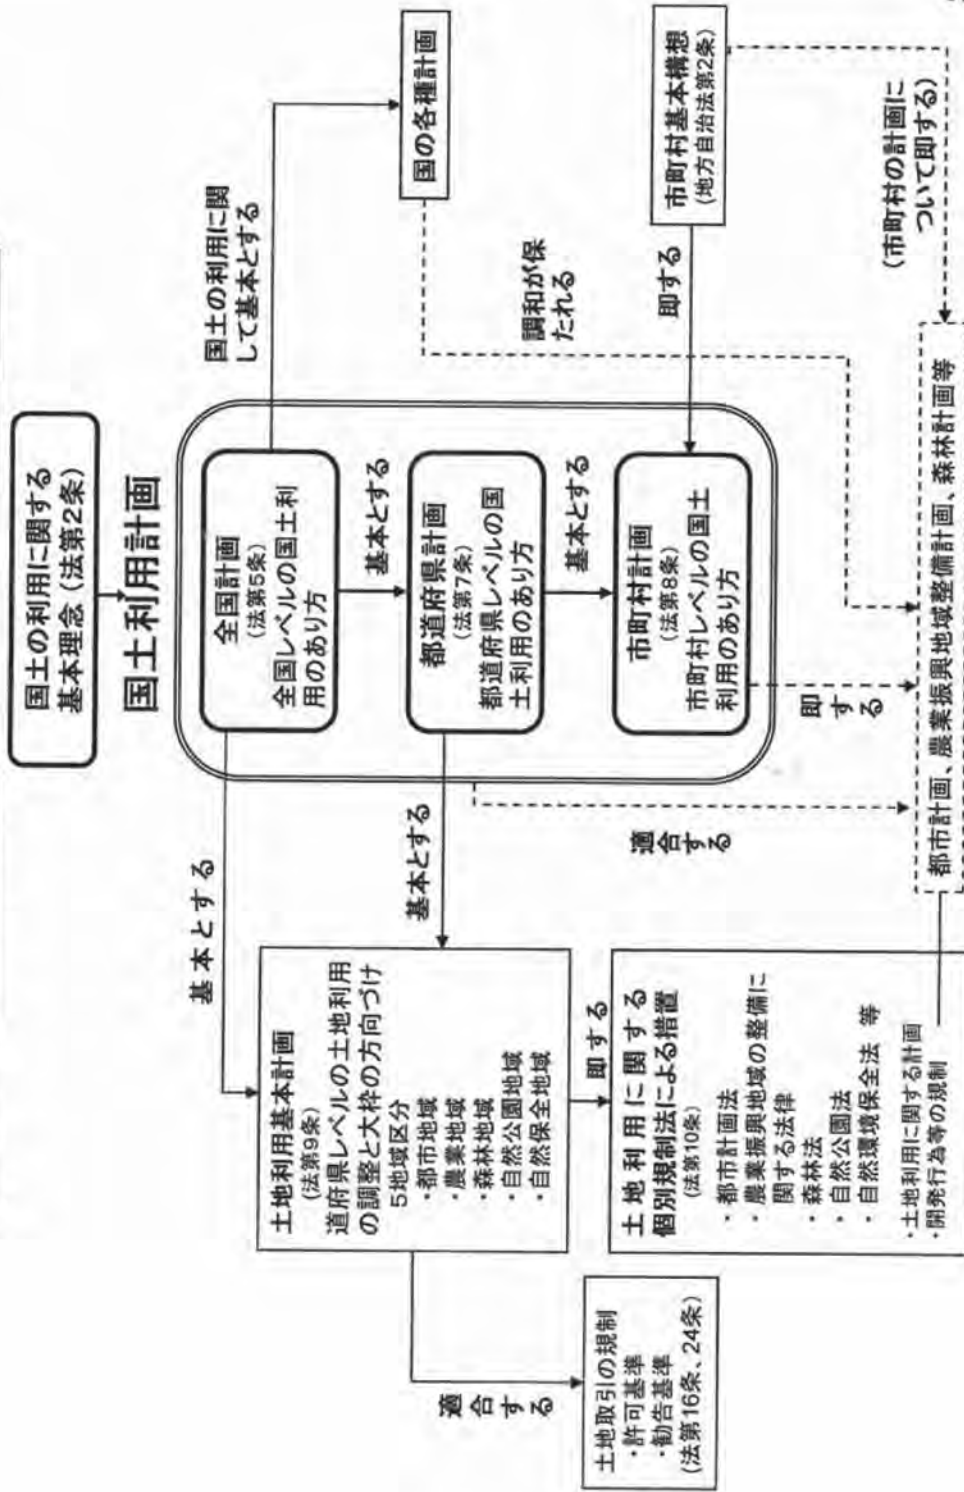 国土の利用に関する
基本理念（法第2条）
国土利用計画
全国計画
（法第5条）
全国レベルの国土利
用のあり方
基本とする
都道府県計画
（法第7条）
都道府県レベルの国
土利用のあり方
基本とする
市町村計画
（法第8条）
市町村レベルの国土
利用のあり方
国土の利用に関
して基本とする
国の各種計画
調和が保
たれる
市町村基本構想
（地方自治法第2条）
即する
（市町村の計画に
ついて即する）
即する
適合する
都市計画、農業振興地域整備計画、森林計画等
基本とする
基本とする
土地利用基本計画
（法第9条）
道府県レベルの土地利用
の調整と大枠の方向づけ
5地域区分
・都市地域
・農業地域
・森林地域
・自然公園地域
・自然保全地域
即する
土地利用に関する
個別規制法による措置
（法第10条）
・都市計画法
・農業振興地域の整備に
関する法律
・森林法
・自然公園法
・自然環境保全法 等
・土地利用に関する計画
・開発行為等の規制
適合する
土地取引の規制
・許可基準
・勧告基準
（法第16条、24条）